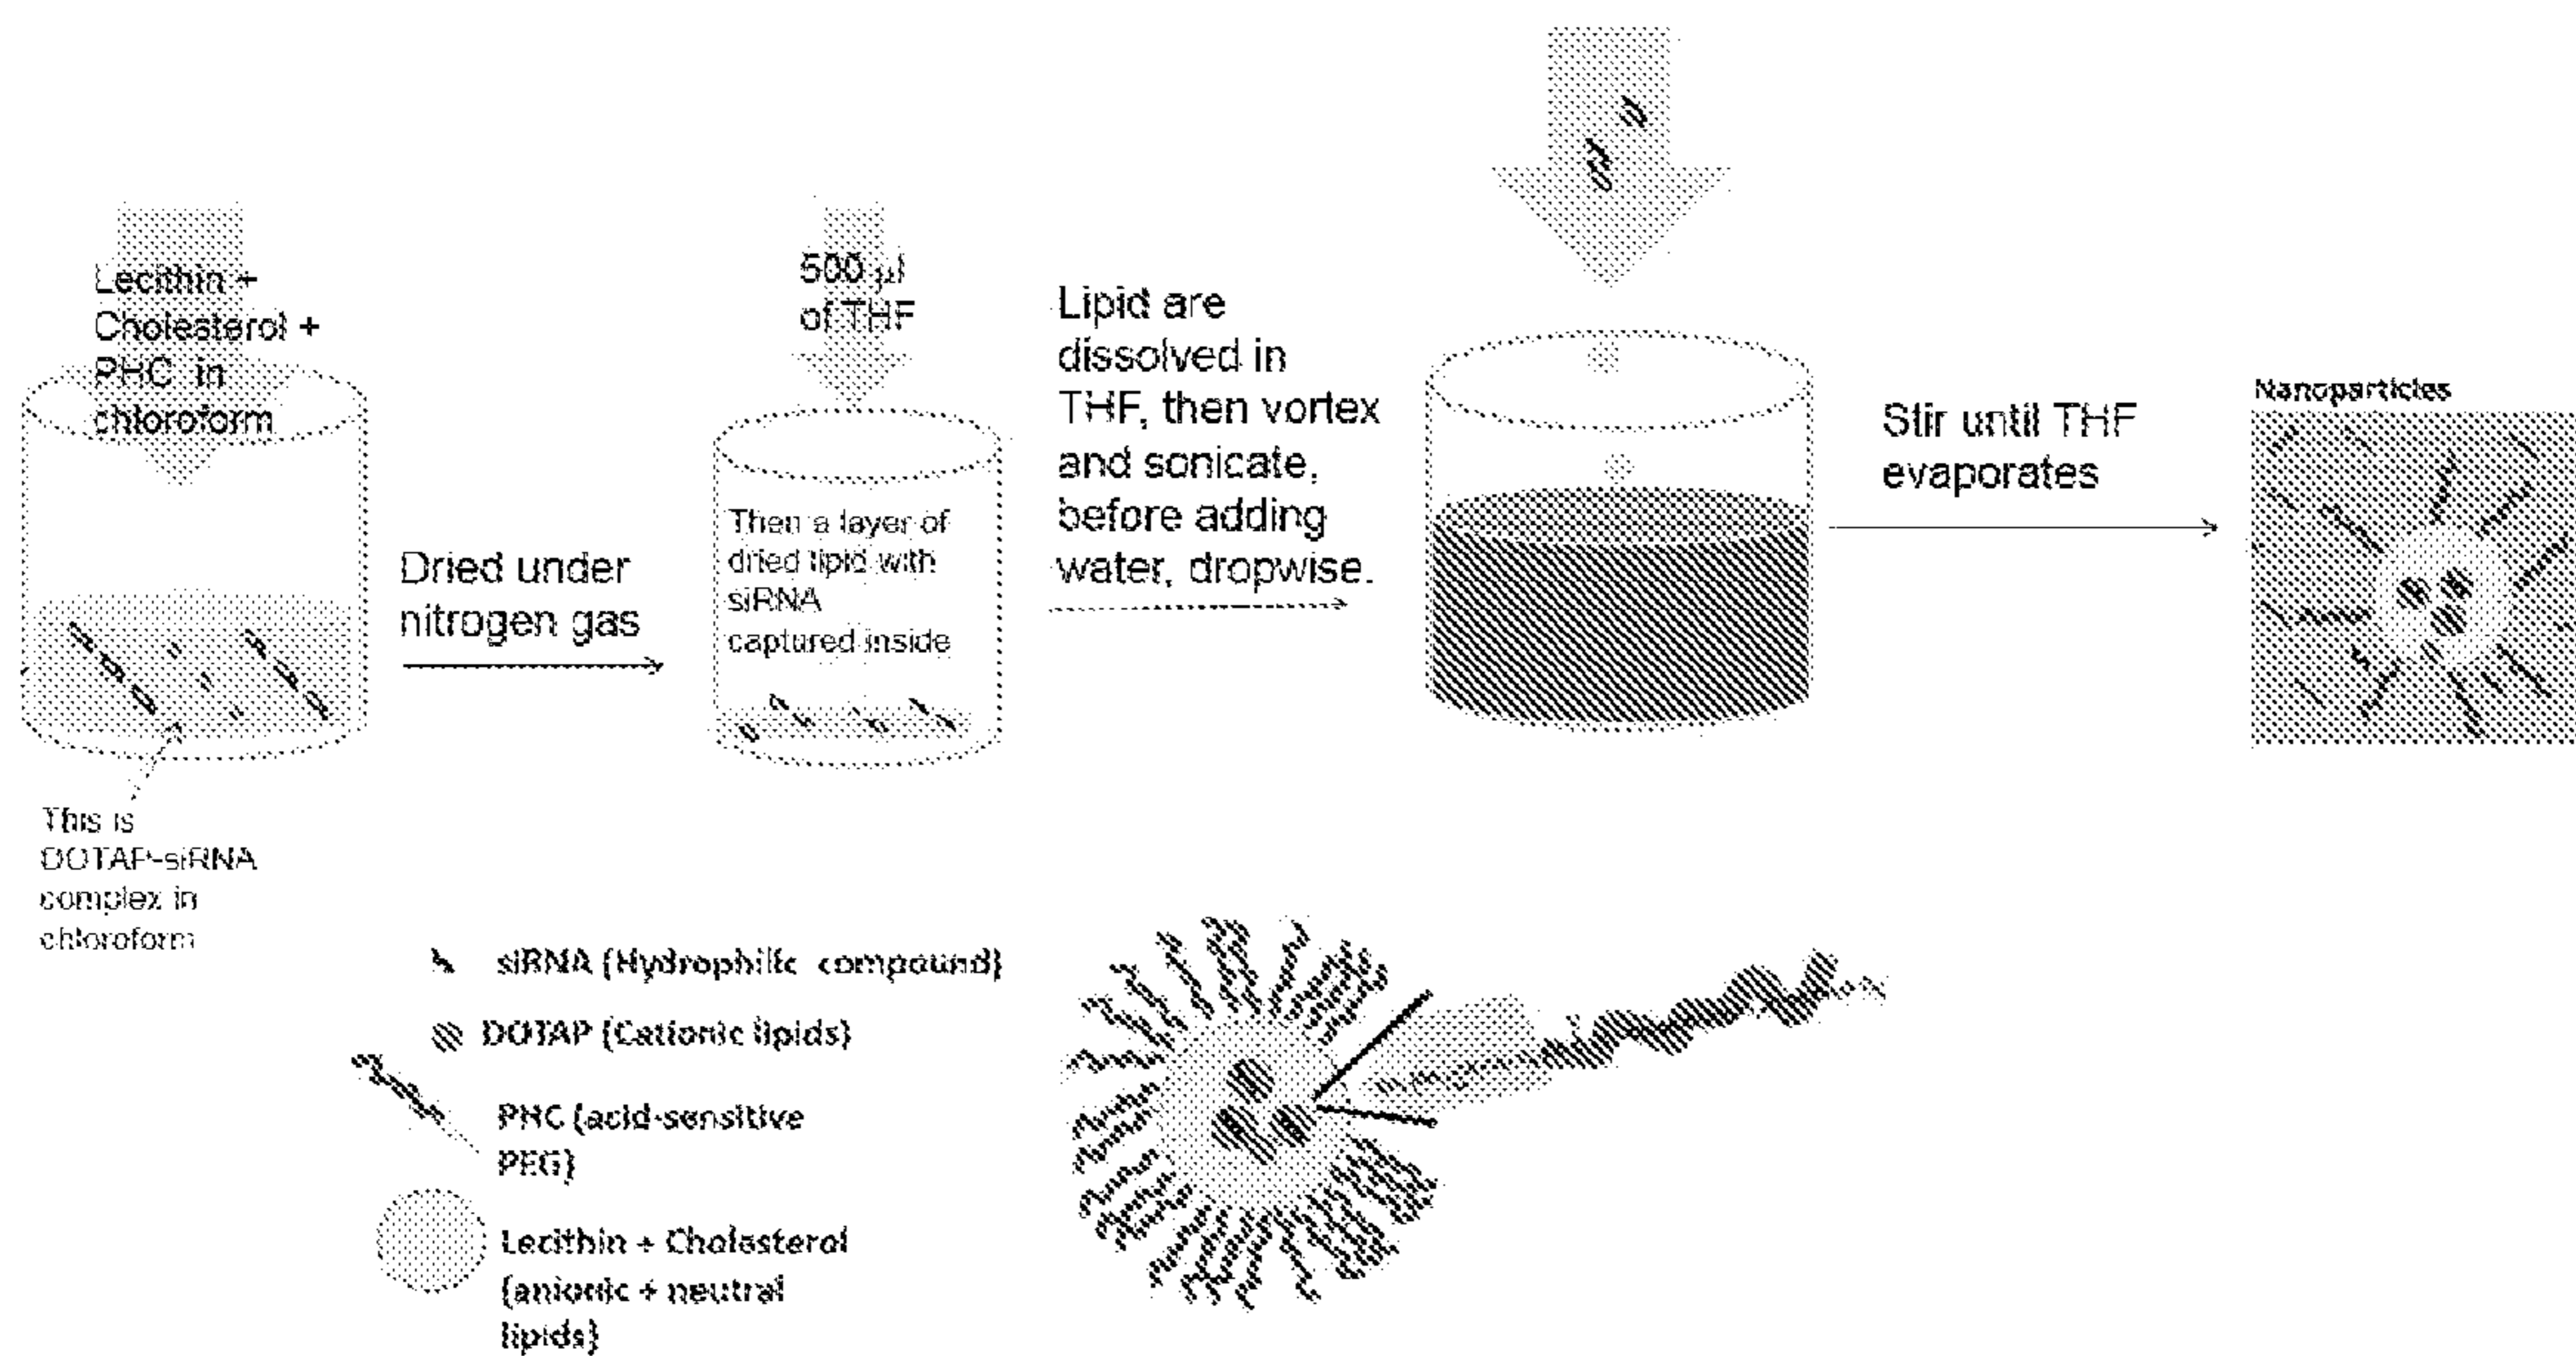 Lecithin +
Cholesterol +
PHC in
chloroform
This is
DOTAP-siRNA
complex in
chloroform
Dried under
nitrogen gas
500 µl
of THF
Then a layer of
dried lipid with
siRNA
captured inside
Lipid are
dissolved in
THF, then vortex
and sonicate,
before adding
water, dropwise.
Stir until THF
evaporates
Nanoparticles
siRNA (Hydrophilic compound)
DOTAP (Cationic lipids)
PHC (acid-sensitive
PEG)
Lecithin + Cholesterol
(anionic + neutral
lipids)